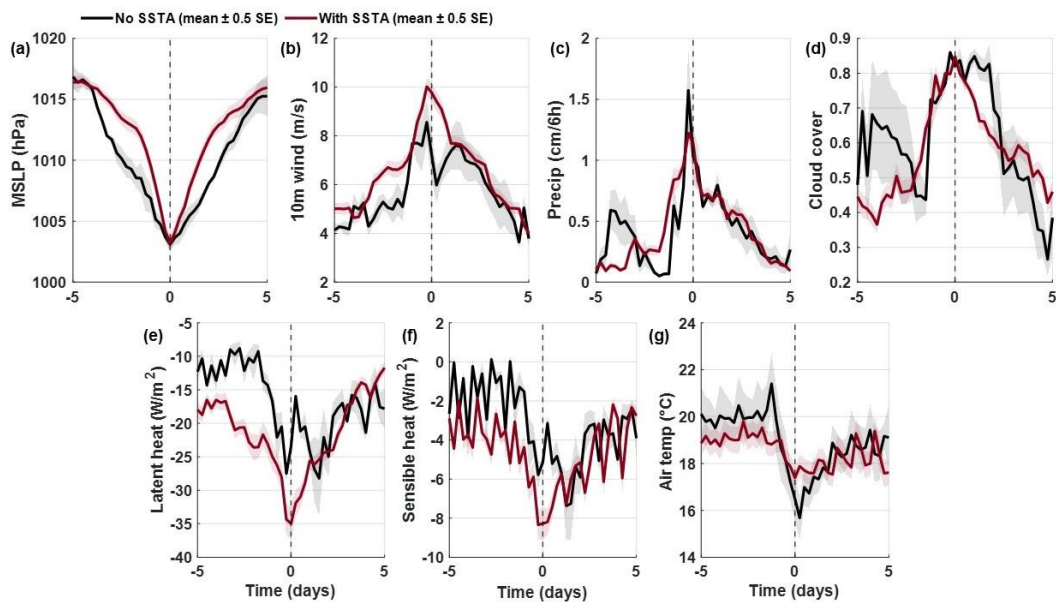 No SSTA (mean ± 0.5 SE) With SSTA (mean ± 0.5 SE)
(a)
1020
1015
1010
1005
1000
MSLP (hPa)
-5 0 5
(b)
12
10
8
6
4
2
10m wind (m/s)
-5 0 5
(c)
2
1.5
1
0.5
0
Precip (cm/6h)
-5 0 5
(d)
0.9
0.8
0.7
0.6
0.5
0.4
0.3
0.2
Cloud cover
-5 0 5
(e)
-5
-10
-15
-20
-25
-30
-35
-40
Latent heat (W/m²)
-5 0 5
Time (days)
(f)
2
0
-2
-4
-6
-8
-10
Sensible heat (W/m²)
-5 0 5
Time (days)
(g)
24
22
20
18
16
14
Air temp (°C)
-5 0 5
Time (days)